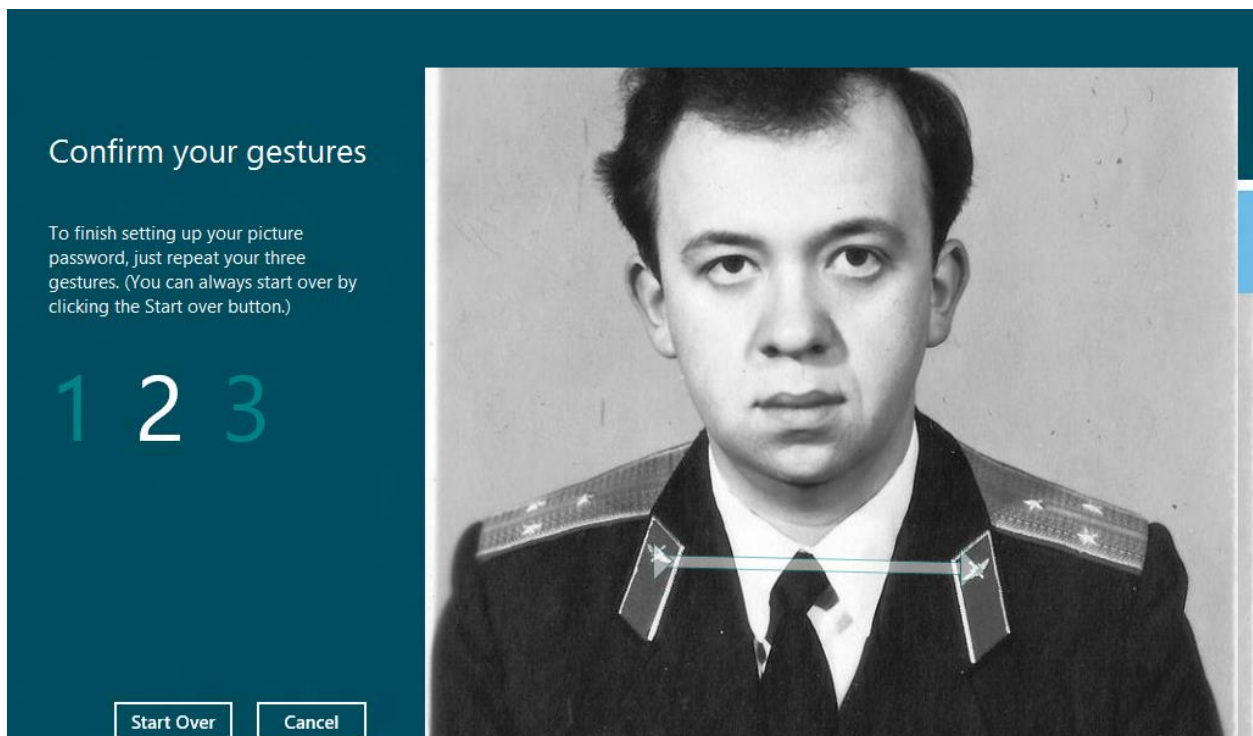 Confirm your gestures
To finish setting up your picture
password, just repeat your three
gestures. (You can always start over by
clicking the Start over button.)
1 2 3
Start Over Cancel